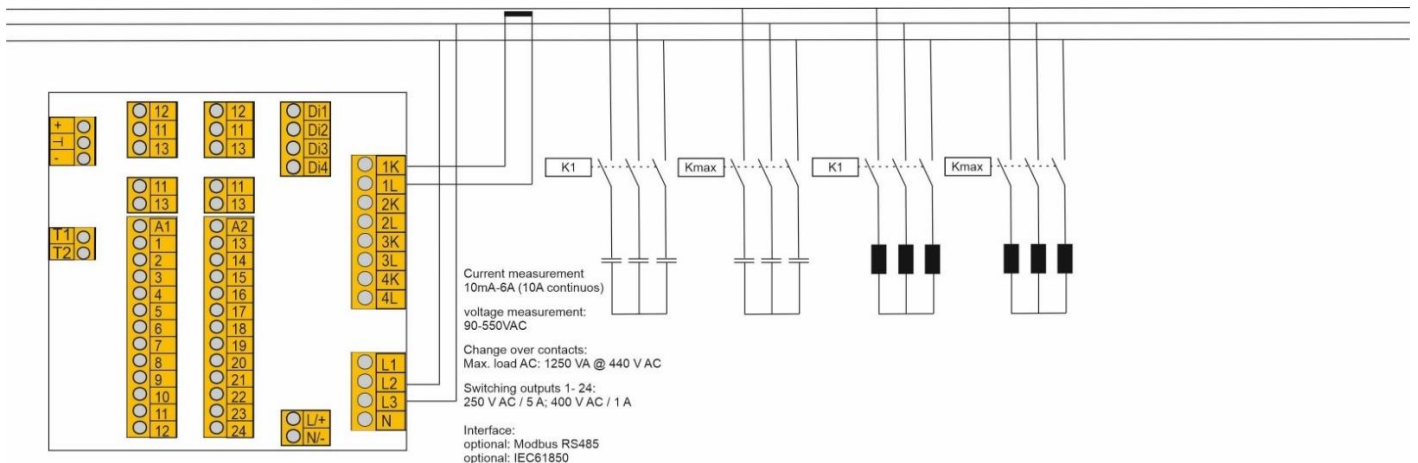 +
⊣
-
T1
T2
12
11
13
11
13
A1
1
2
3
4
5
6
7
8
9
10
11
12
12
11
13
11
13
A2
13
14
15
16
17
18
19
20
21
22
23
24
Di1
Di2
Di3
Di4
L/+
N/-
1K
1L
2K
2L
3K
3L
4K
4L
L1
L2
L3
N
Current measurement
10mA-6A (10A continuos)
voltage measurement:
90-550VAC
Change over contacts:
Max. load AC: 1250 VA @ 440 V AC
Switching outputs 1- 24:
250 V AC / 5 A; 400 V AC / 1 A
Interface:
optional: Modbus RS485
optional: IEC61850
K1
Kmax
K1
Kmax